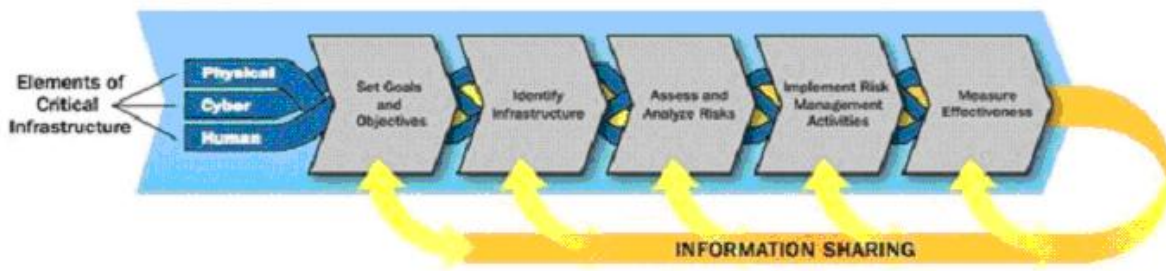 Elements of
Critical
Infrastructure
Physical
Cyber
Human
Set Goals
and
Objectives
Identify
Infrastructure
Assess and
Analyze Risks
Implement Risk
Management
Activities
Measure
Effectiveness
INFORMATION SHARING